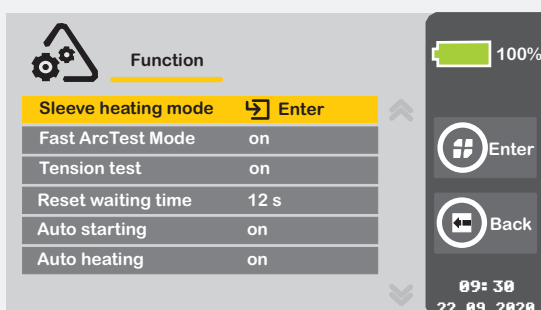 Function
100%
Sleeve heating mode Enter
Fast ArcTest Mode on
Tension test on
Reset waiting time 12 s
Auto starting on
Auto heating on
Enter
Back
09:30
22 09 2020